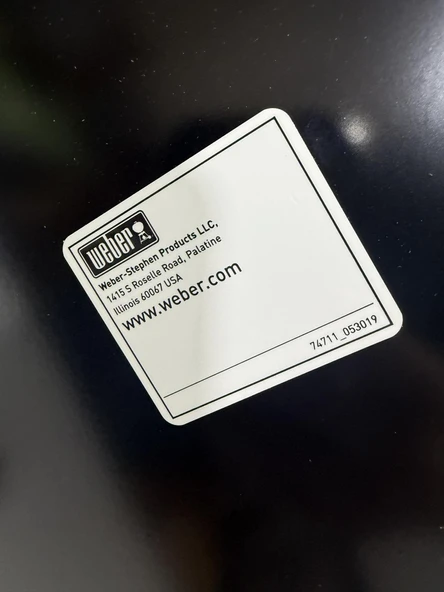 weber
Weber-Stephen Products LLC,
1415 S Roselle Road, Palatine
Illinois 60067 USA
www.weber.com
74711_053019